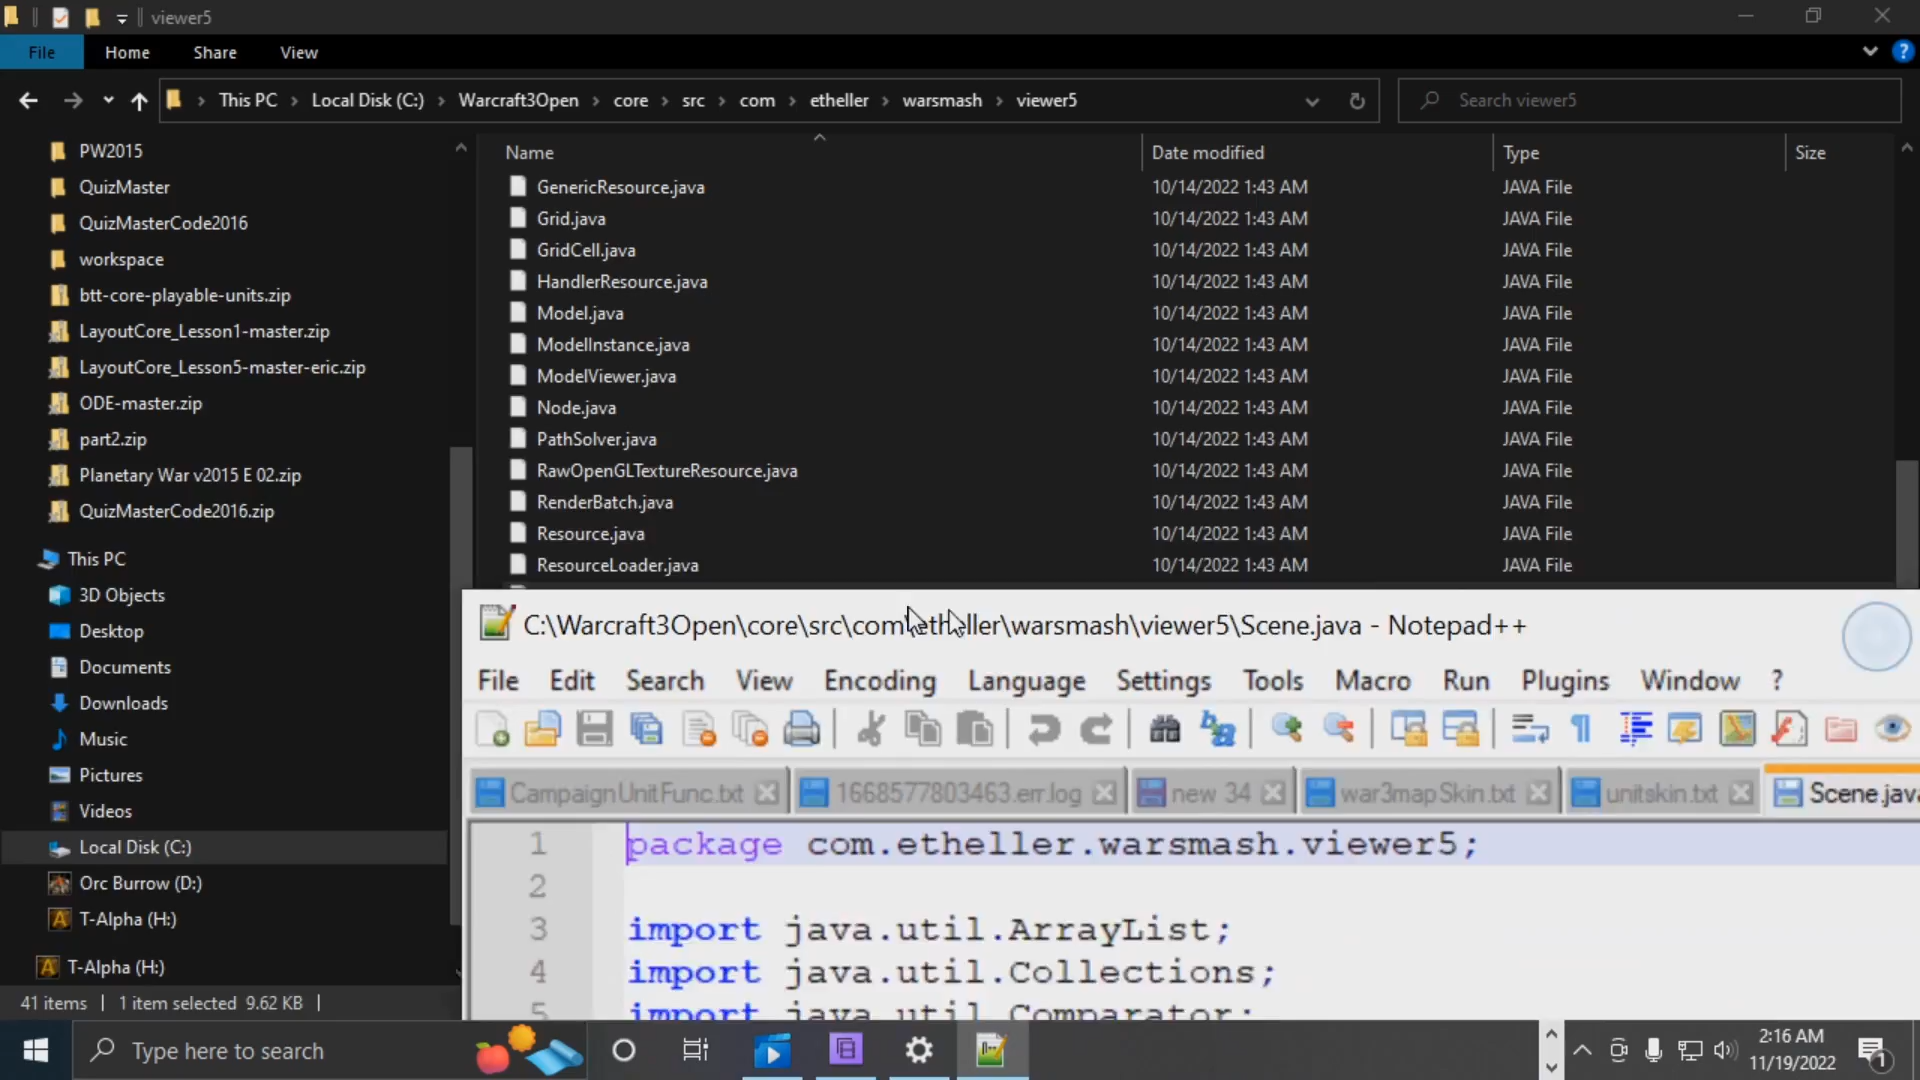 viewer5
File Home Share View
This PC Local Disk (C:) Warcraft3Open core src com etheller warsmash viewer5
Search viewer5
PW2015
QuizMaster
QuizMasterCode2016
workspace
btt-core-playable-units.zip
LayoutCore_Lesson1-master.zip
LayoutCore_Lesson5-master-eric.zip
ODE-master.zip
part2.zip
Planetary War v2015 E 02.zip
QuizMasterCode2016.zip
This PC
3D Objects
Desktop
Documents
Downloads
Music
Pictures
Videos
Local Disk (C:)
Orc Burrow (D:)
T-Alpha (H:)
T-Alpha (H:)
41 items 1 item selected 9.62 KB
Name Date modified Type Size
GenericResource.java 10/14/2022 1:43 AM JAVA File
Grid.java 10/14/2022 1:43 AM JAVA File
GridCell.java 10/14/2022 1:43 AM JAVA File
HandlerResource.java 10/14/2022 1:43 AM JAVA File
Model.java 10/14/2022 1:43 AM JAVA File
ModelInstance.java 10/14/2022 1:43 AM JAVA File
ModelViewer.java 10/14/2022 1:43 AM JAVA File
Node.java 10/14/2022 1:43 AM JAVA File
PathSolver.java 10/14/2022 1:43 AM JAVA File
RawOpenGLTextureResource.java 10/14/2022 1:43 AM JAVA File
RenderBatch.java 10/14/2022 1:43 AM JAVA File
Resource.java 10/14/2022 1:43 AM JAVA File
ResourceLoader.java 10/14/2022 1:43 AM JAVA File
C:\Warcraft3Open\core\src\com\etheller\warsmash\viewer5\Scene.java - Notepad++
File Edit Search View Encoding Language Settings Tools Macro Run Plugins Window ?
CampaignUnitFunc.txt 1668577803463.err.log new 34 war3mapSkin.txt unitskin.txt Scene.java
1 package com.etheller.warsmash.viewer5;
2
3 import java.util.ArrayList;
4 import java.util.Collections;
5 import java.util.Comparator;
Type here to search
2:16 AM
11/19/2022
1